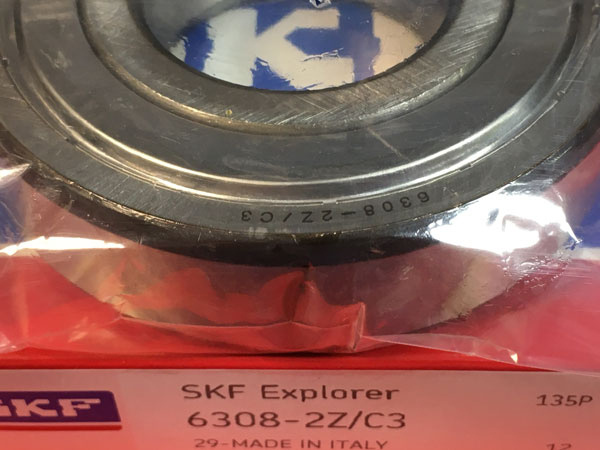 6308-2Z/C3
SKF
SKF Explorer
6308-2Z/C3
29-MADE IN ITALY
135P
12